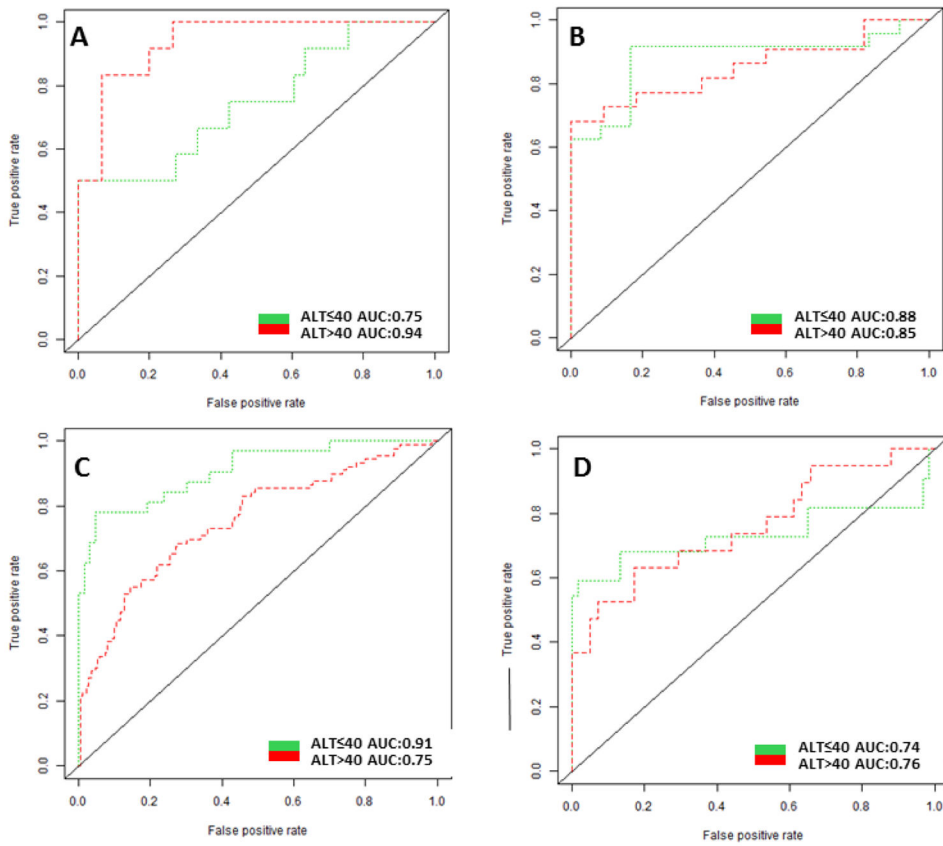 A
True positive rate
1.0
0.8
0.6
0.4
0.2
0.0
ALT≤40 AUC:0.75
ALT>40 AUC:0.94
0.0 0.2 0.4 0.6 0.8 1.0
False positive rate
B
True positive rate
1.0
0.8
0.6
0.4
0.2
0.0
ALT≤40 AUC:0.88
ALT>40 AUC:0.85
0.0 0.2 0.4 0.6 0.8 1.0
False positive rate
C
True positive rate
1.0
0.8
0.6
0.4
0.2
0.0
ALT≤40 AUC:0.91
ALT>40 AUC:0.75
0.0 0.2 0.4 0.6 0.8 1.0
False positive rate
D
True positive rate
1.0
0.8
0.6
0.4
0.2
0.0
ALT≤40 AUC:0.74
ALT>40 AUC:0.76
0.0 0.2 0.4 0.6 0.8 1.0
False positive rate